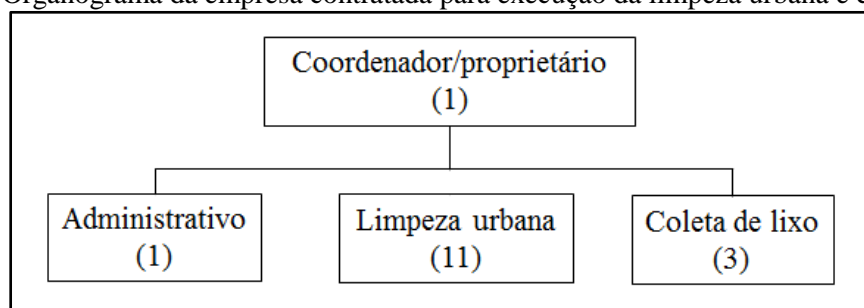 Organograma da empresa contratada para execução da limpeza urbana e
Coordenador/proprietário
(1)
Administrativo
(1)
Limpeza urbana
(11)
Coleta de lixo
(3)